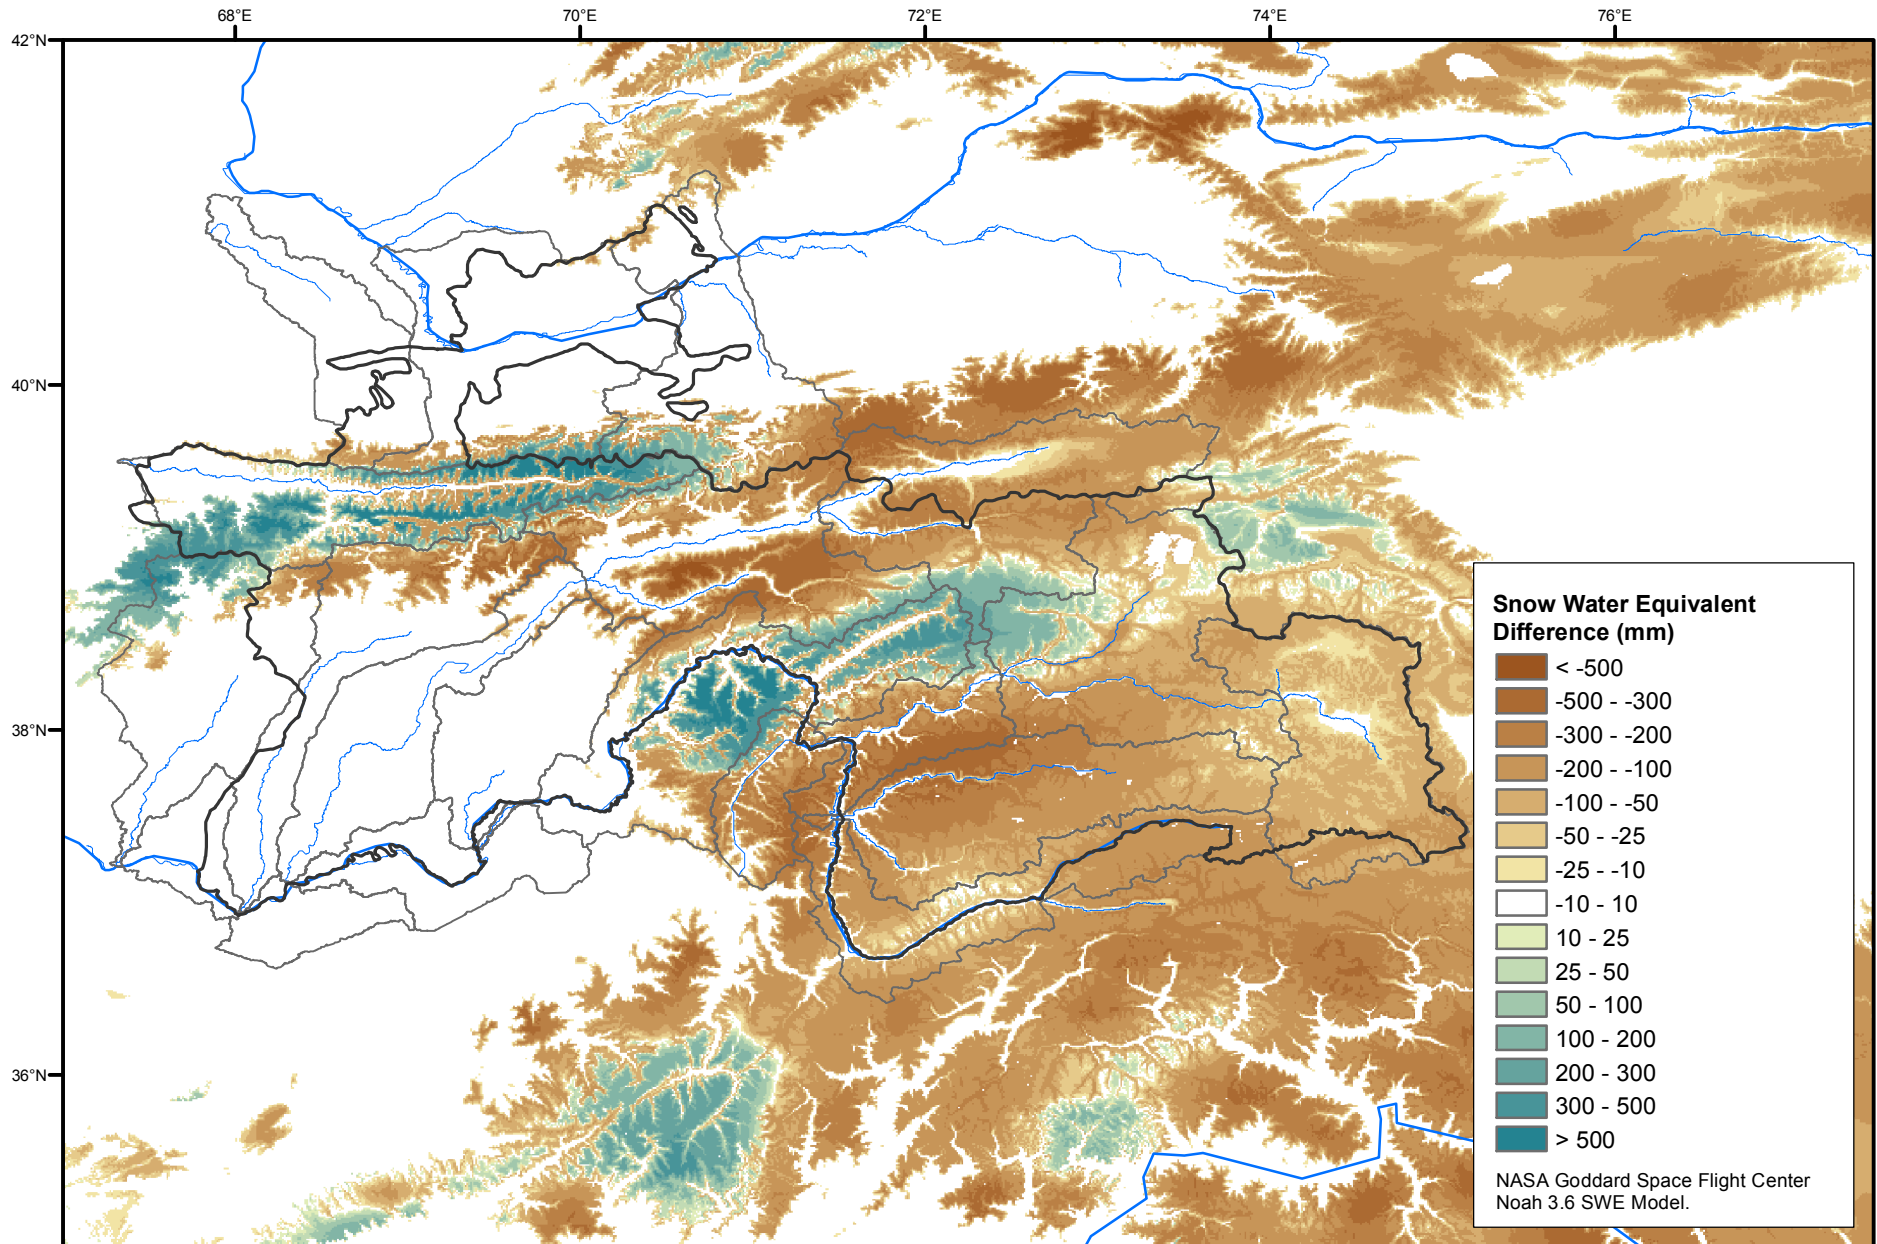 68°E
70°E
72°E
74°E
76°E
42°N
40°N
38°N
36°N
Snow Water Equivalent
Difference (mm)
< -500
-500 - -300
-300 - -200
-200 - -100
-100 - -50
-50 - -25
-25 - -10
-10 - 10
10 - 25
25 - 50
50 - 100
100 - 200
200 - 300
300 - 500
> 500
NASA Goddard Space Flight Center
Noah 3.6 SWE Model.